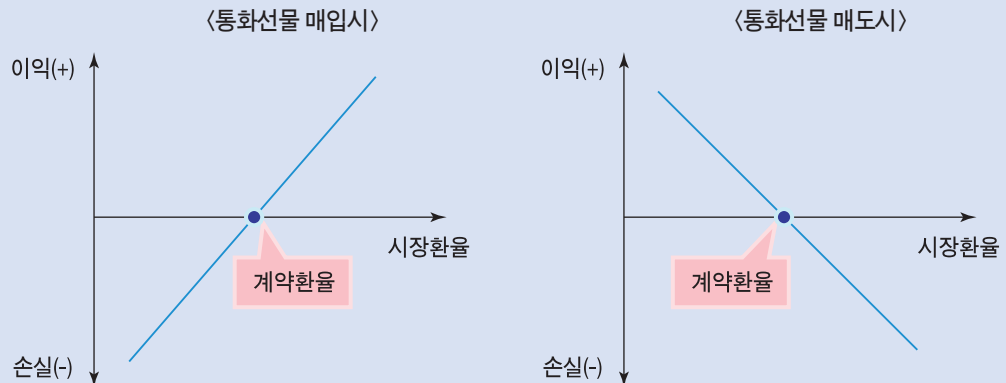 〈통화선물 매입시〉
이익(+)
시장환율
계약환율
손실(-)
〈통화선물 매도시〉
이익(+)
시장환율
계약환율
손실(-)